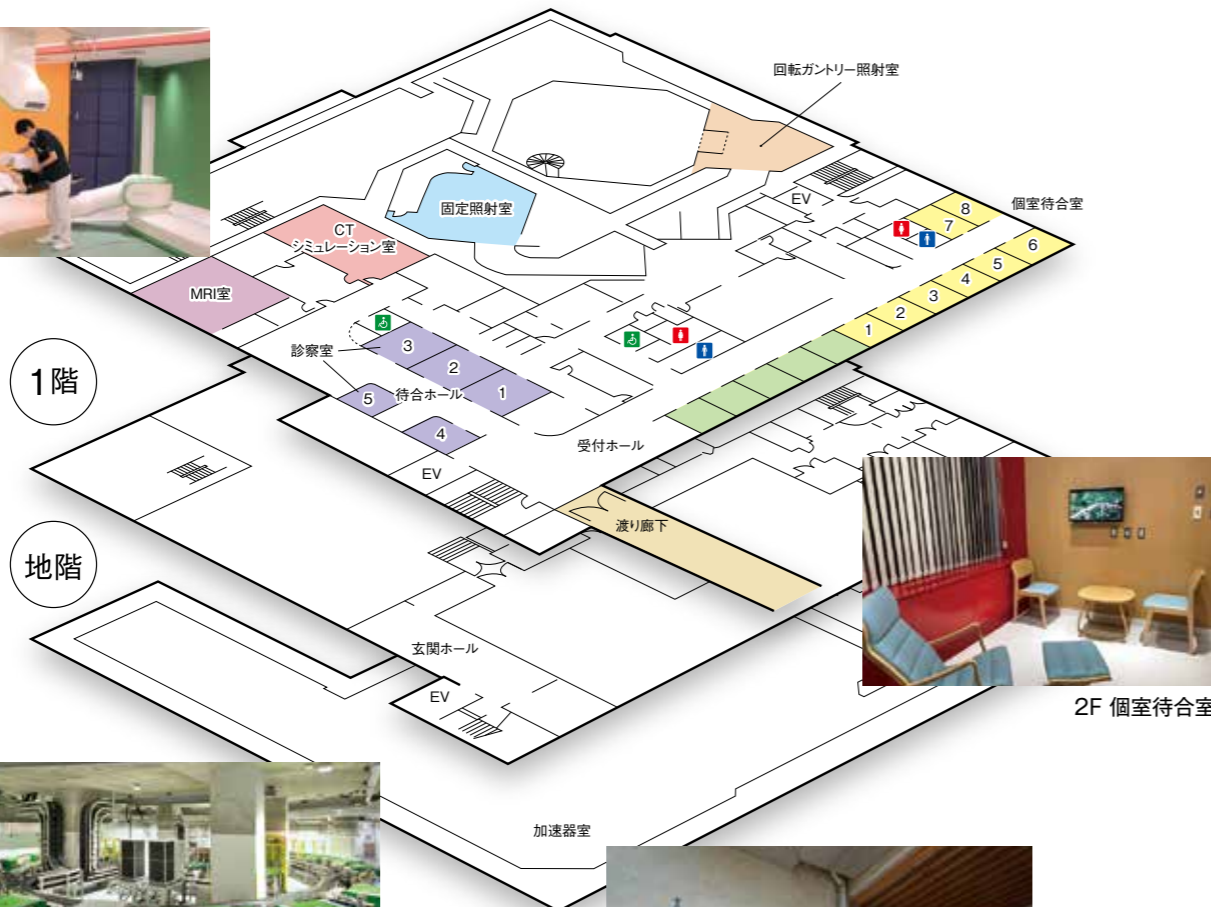 回転ガントリー照射室
EV
個室待合室
8
7
6
5
4
3
2
1
固定照射室
CT
シミュレーション室
MRI室
診察室
3
2
1
5
4
待合ホール
受付ホール
EV
1階
渡り廊下
地階
玄関ホール
EV
2F 個室待合室
加速器室